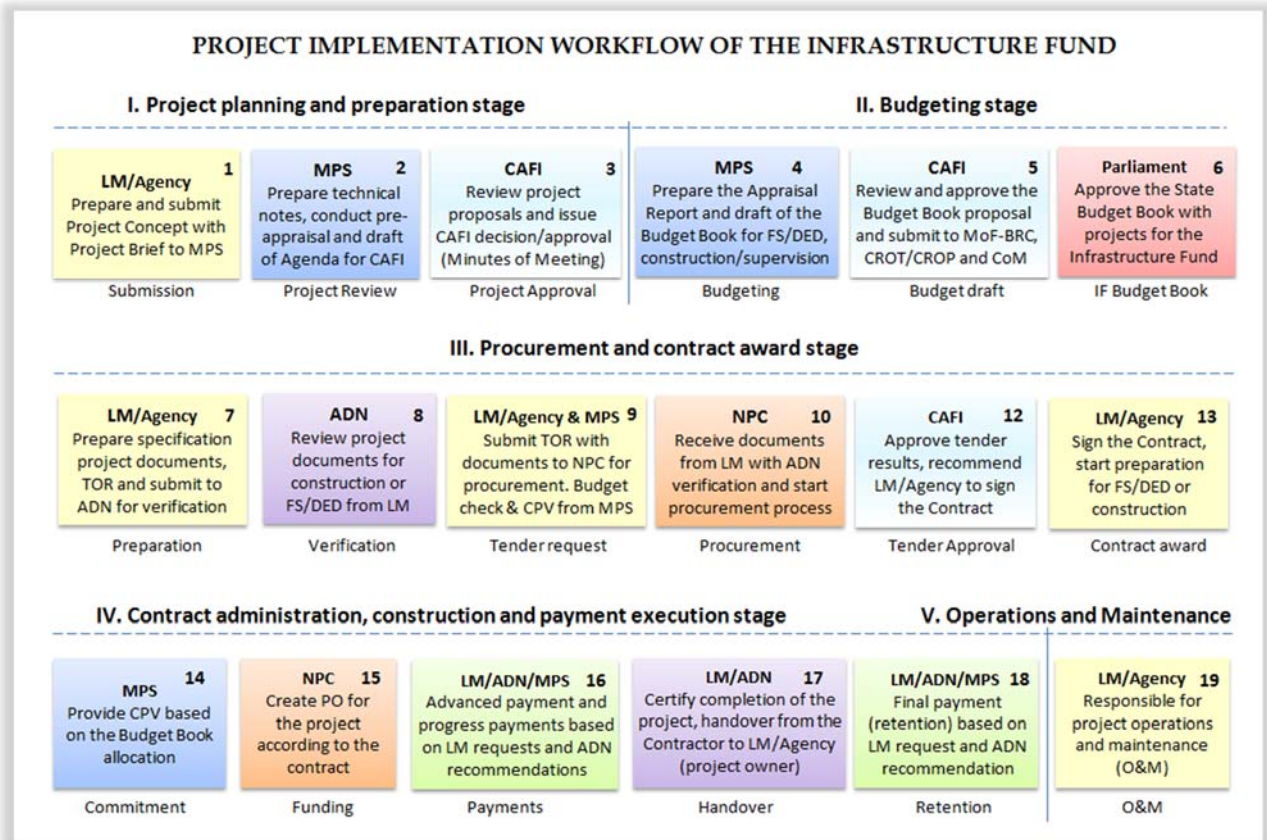 PROJECT IMPLEMENTATION WORKFLOW OF THE INFRASTRUCTURE FUND
I. Project planning and preparation stage
II. Budgeting stage
LM/Agency 1
Prepare and submit
Project Concept with
Project Brief to MPS
Submission
MPS 2
Prepare technical
notes, conduct pre-
appraisal and draft
of Agenda for CAFI
Project Review
CAFI 3
Review project
proposals and issue
CAFI decision/approval
(Minutes of Meeting)
Project Approval
MPS 4
Prepare the Appraisal
Report and draft of the
Budget Book for FS/DED,
construction/supervision
Budgeting
CAFI 5
Review and approve the
Budget Book proposal
and submit to MoF-BRC,
CROT/CROP and CoM
Budget draft
Parliament 6
Approve the State
Budget Book with
projects for the
Infrastructure Fund
IF Budget Book
III. Procurement and contract award stage
LM/Agency 7
Prepare specification
project documents,
TOR and submit to
ADN for verification
Preparation
ADN 8
Review project
documents for
construction or
FS/DED from LM
Verification
LM/Agency & MPS 9
Submit TOR with
documents to NPC for
procurement. Budget
check & CPV from MPS
Tender request
NPC 10
Receive documents
from LM with ADN
verification and start
procurement process
Procurement
CAFI 12
Approve tender
results, recommend
LM/Agency to sign
the Contract
Tender Approval
LM/Agency 13
Sign the Contract,
start preparation
for FS/DED or
construction
Contract award
IV. Contract administration, construction and payment execution stage
V. Operations and Maintenance
MPS 14
Provide CPV based
on the Budget Book
allocation
Commitment
NPC 15
Create PO for
the project
according to the
contract
Funding
LM/ADN/MPS 16
Advanced payment and
progress payments based
on LM requests and ADN
recommendations
Payments
LM/ADN 17
Certify completion of the
project, handover from the
Contractor to LM/Agency
(project owner)
Handover
LM/ADN/MPS 18
Final payment
(retention) based on
LM request and ADN
recommendation
Retention
LM/Agency 19
Responsible for
project operations
and maintenance
(O&M)
O&M